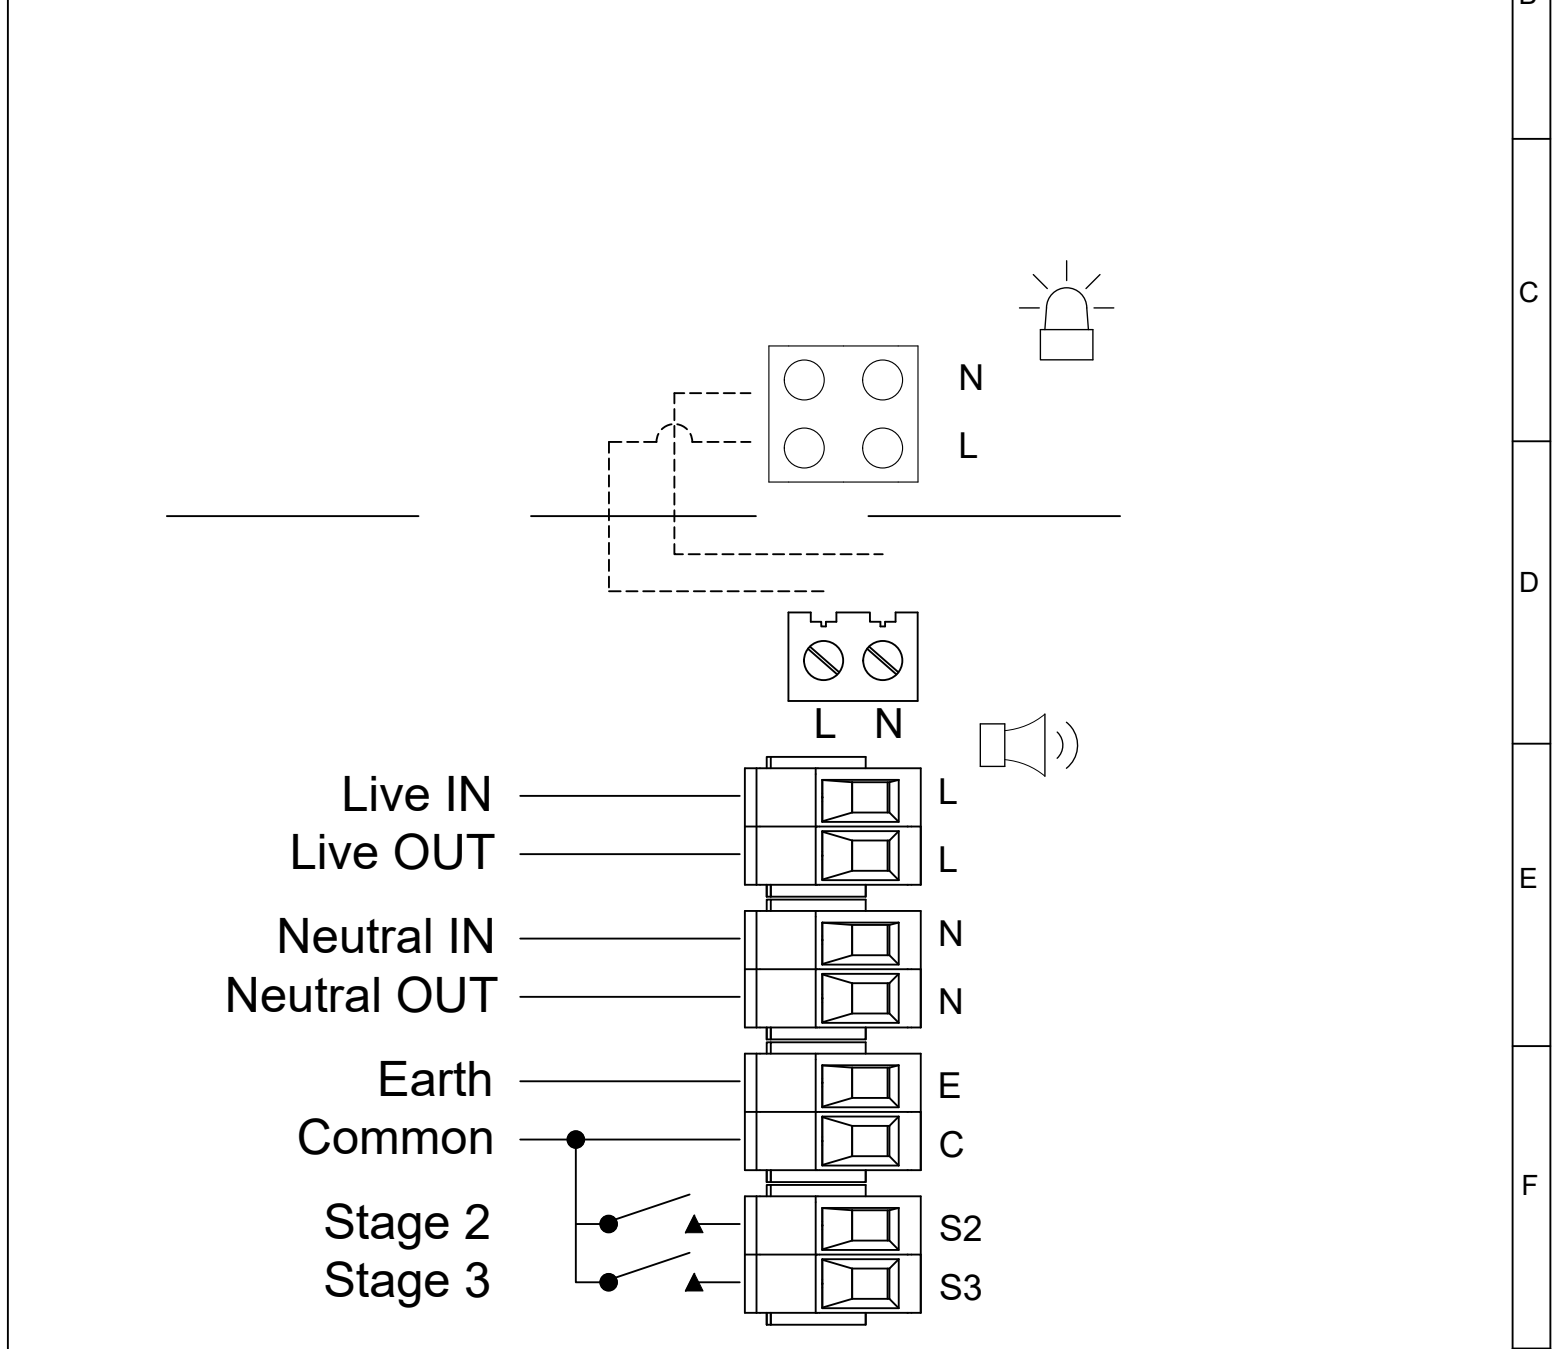 C
N
L
D
L N
Live IN L
Live OUT L
E
Neutral IN N
Neutral OUT N
Earth E
Common C
F
Stage 2 S2
Stage 3 S3